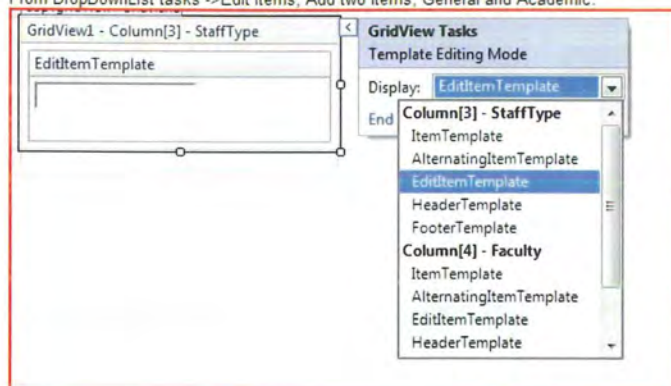 From DropDownList tasks ->Edit items, Add two items, General and Academic.
GridView1 - Column[3] - StaffType
EditItemTemplate
<
GridView Tasks
Template Editing Mode
Display: EditItemTemplate
End
Column[3] - StaffType
ItemTemplate
AlternatingItemTemplate
EditItemTemplate
HeaderTemplate
FooterTemplate
Column[4] - Faculty
ItemTemplate
AlternatingItemTemplate
EditItemTemplate
HeaderTemplate